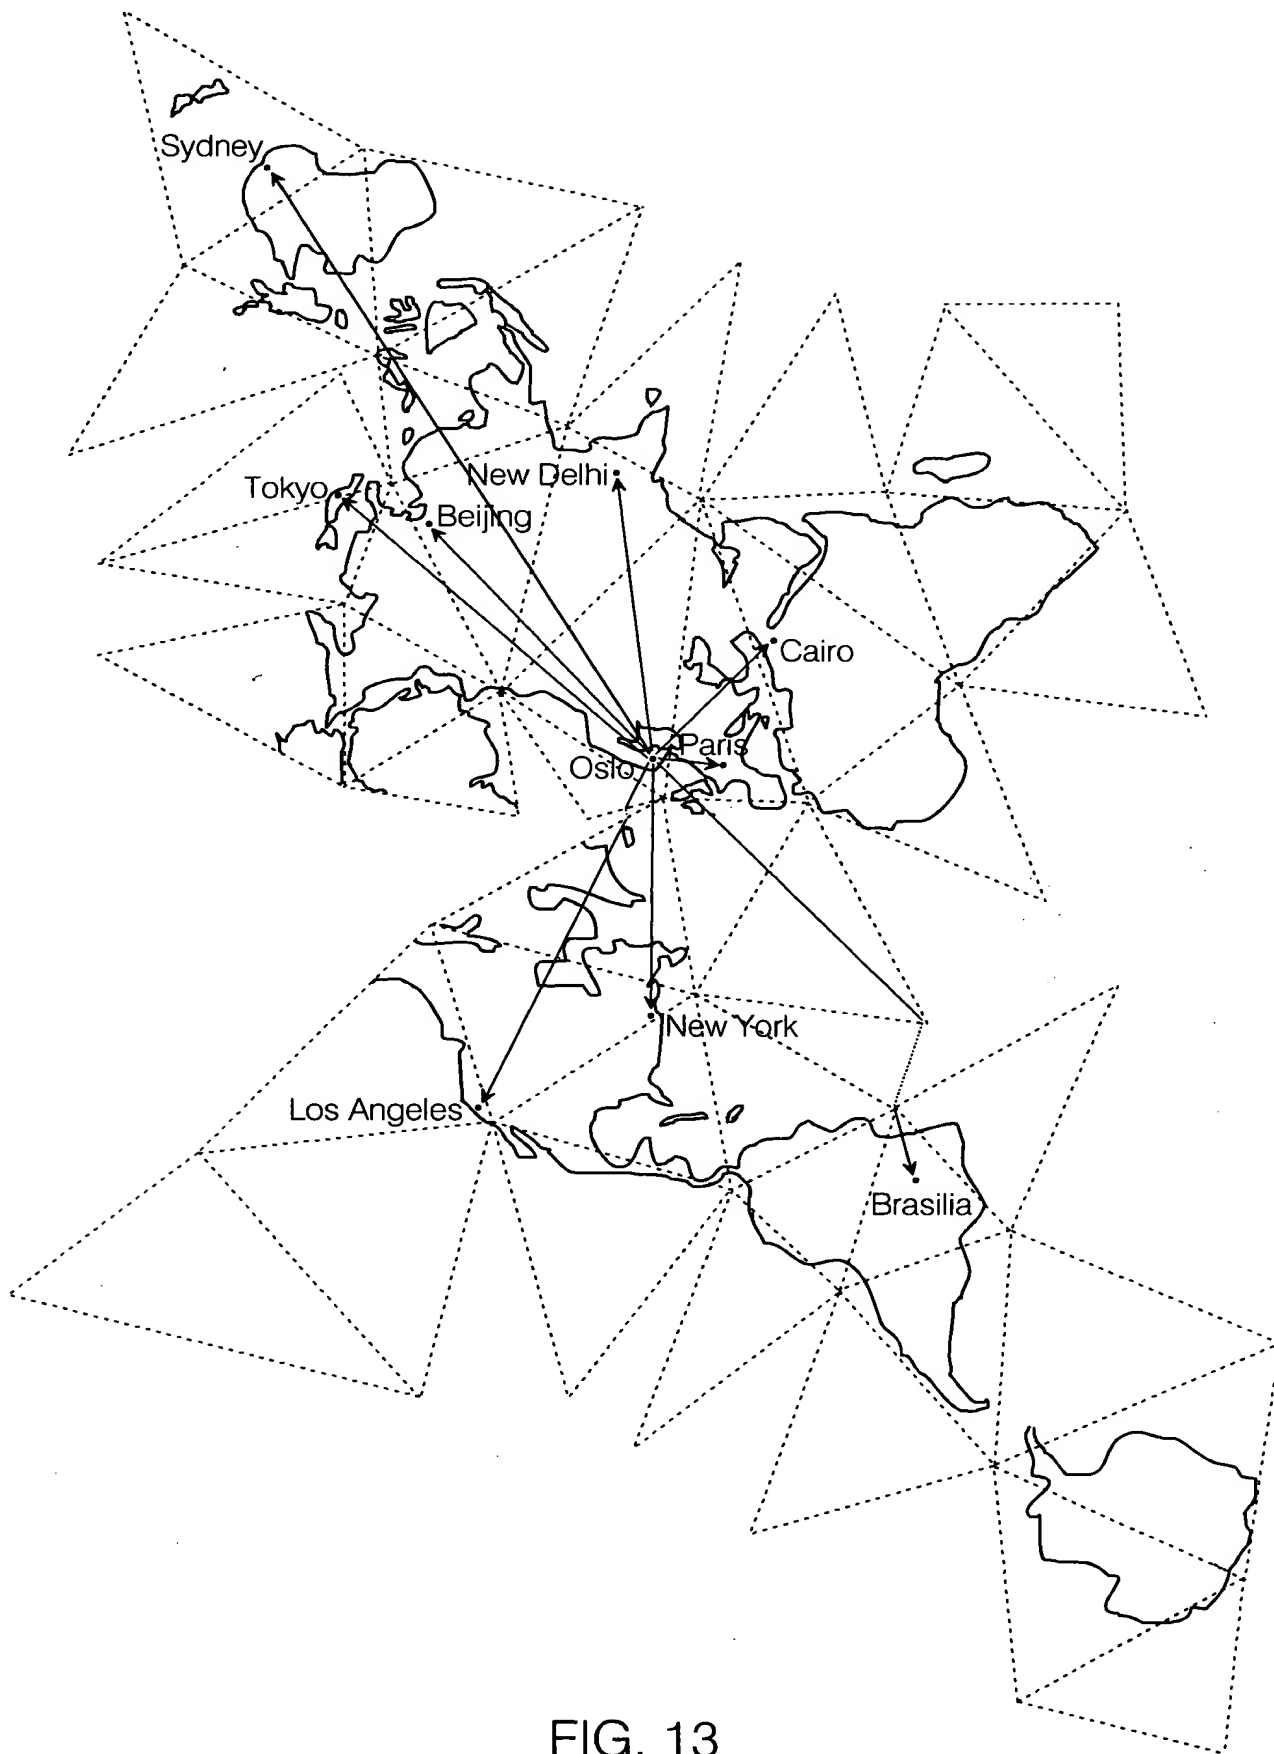 Sydney
New Delhi
Tokyo
Beijing
Cairo
Paris
Oslo
New York
Los Angeles
Brasilia
FIG. 13